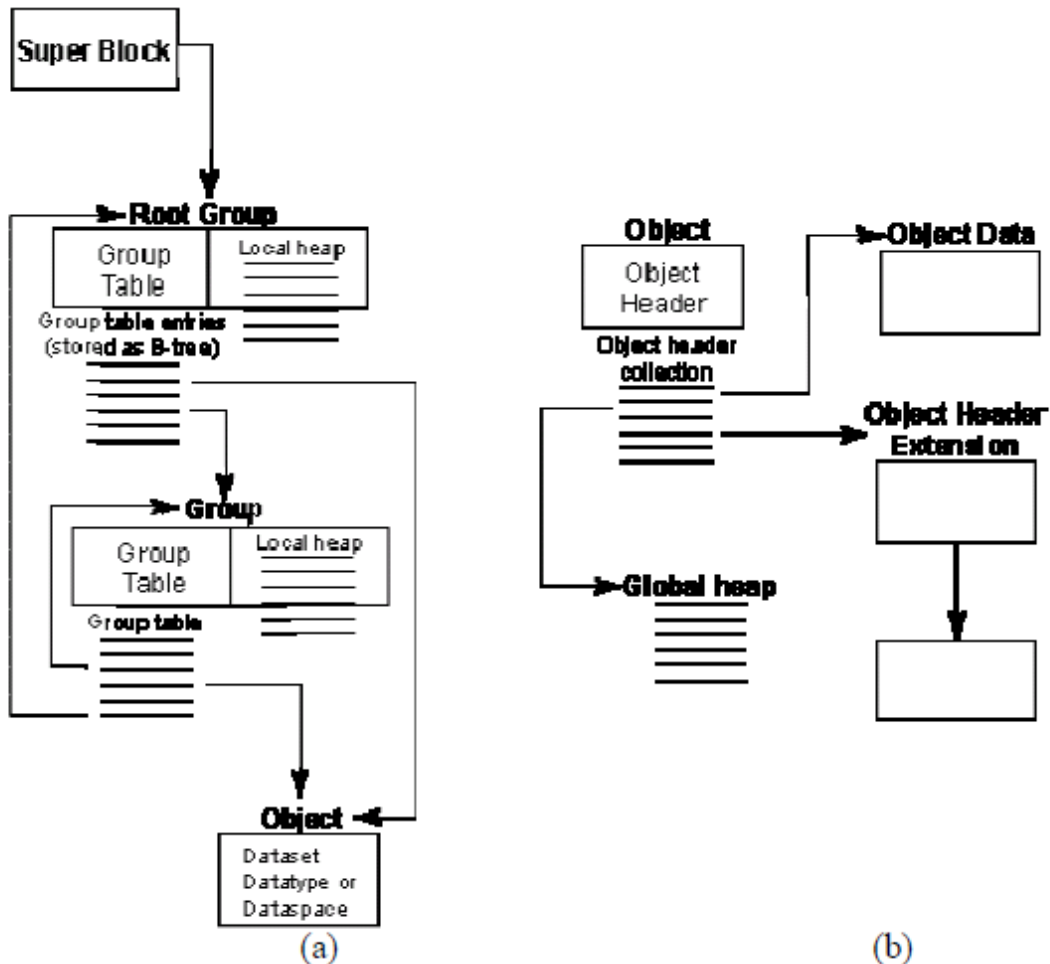 Super Block
Root Group
Group
Table
Local heap
Group table entries
(stored as B-tree)
Group
Group
Table
Local heap
Group table
Object
Dataset
Datatype or
Dataspace
(a)
Object
Object
Header
Object header
collection
Object Data
Object Header
Extension
Global heap
(b)